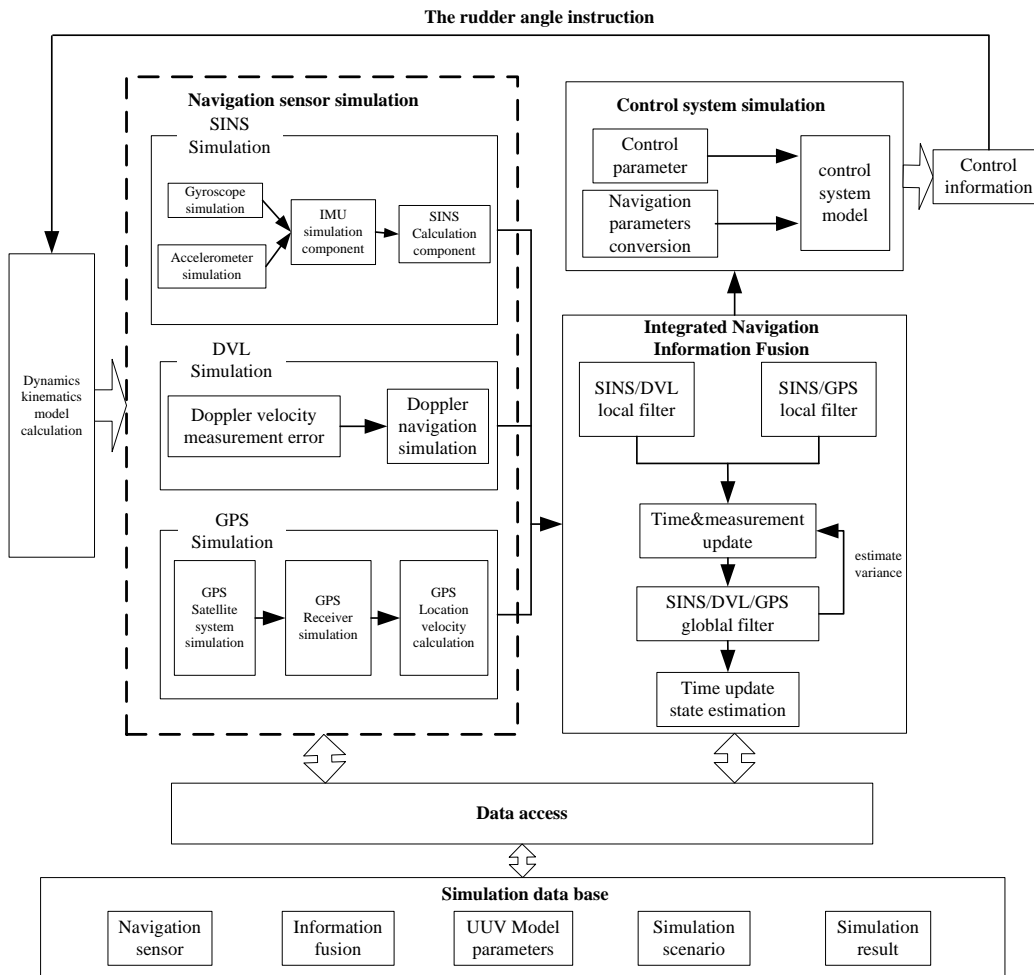 The rudder angle instruction
Navigation sensor simulation
SINS
Simulation
Gyroscope
simulation
Accelerometer
simulation
IMU
simulation
component
SINS
Calculation
component
Control system simulation
Control
parameter
Navigation
parameters
conversion
control
system
model
Control
information
Dynamics
kinematics
model
calculation
DVL
Simulation
Doppler velocity
measurement error
Doppler
navigation
simulation
GPS
Simulation
GPS
Satellite
system
simulation
GPS
Receiver
simulation
GPS
Location
velocity
calculation
Integrated Navigation
Information Fusion
SINS/DVL
local filter
SINS/GPS
local filter
Time&measurement
update
estimate
variance
SINS/DVL/GPS
globlal filter
Time update
state estimation
Data access
Simulation data base
Navigation
sensor
Information
fusion
UUV Model
parameters
Simulation
scenario
Simulation
result